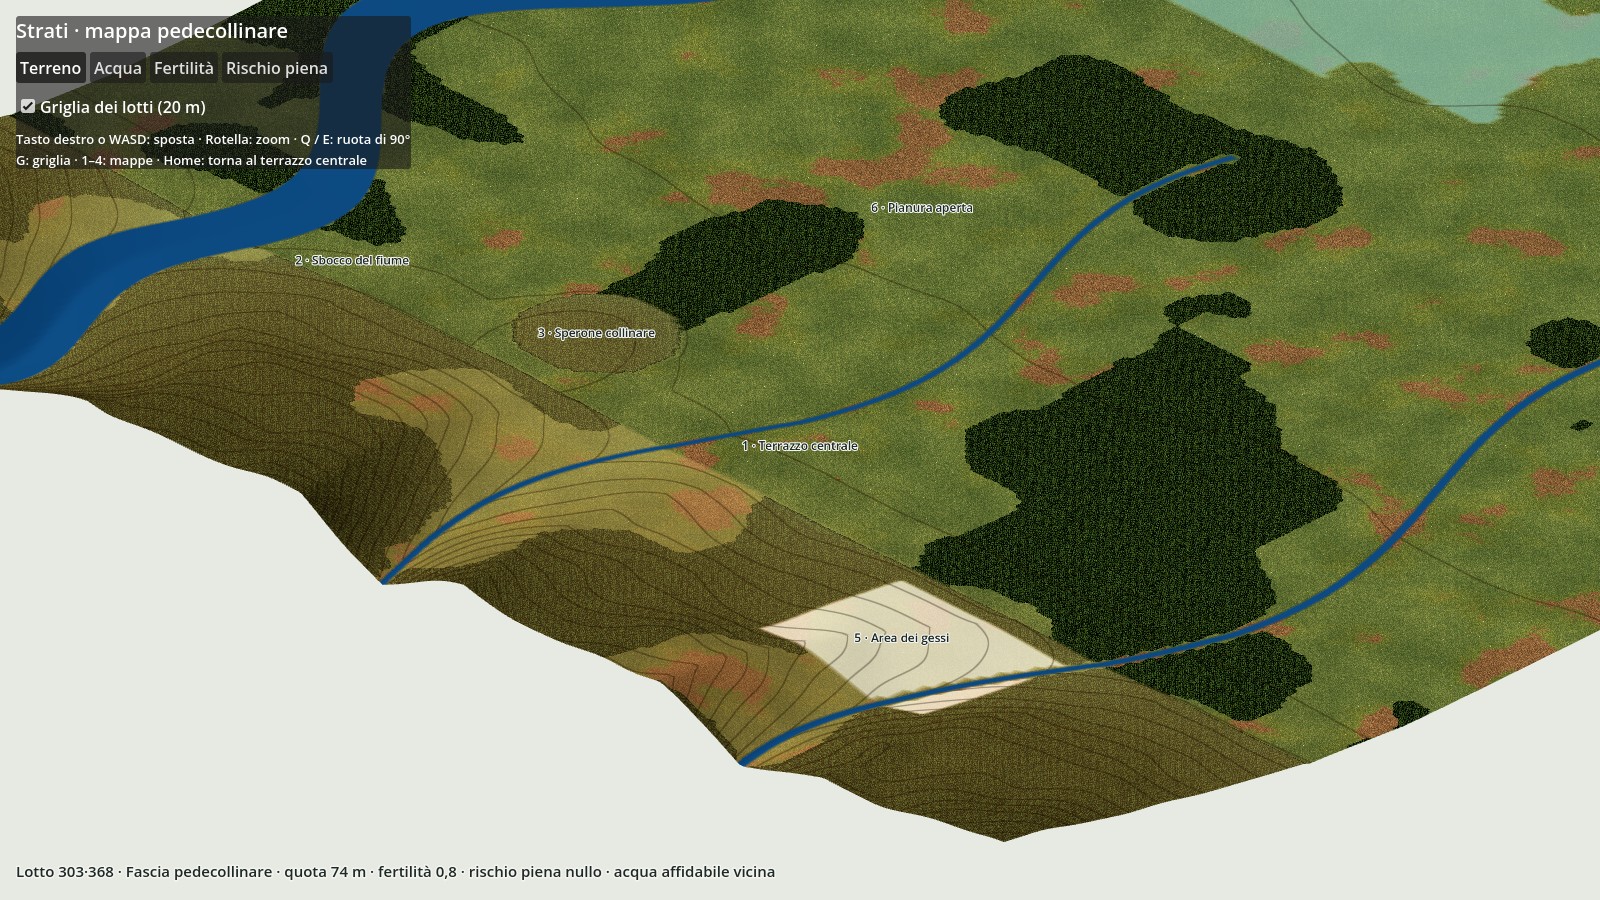 Strati · mappa pedecollinare
Terreno Acqua Fertilità Rischio piena
Griglia dei lotti (20 m)
Tasto destro o WASD: sposta · Rotella: zoom · Q / E: ruota di 90°
G: griglia · 1–4: mappe · Home: torna al terrazzo centrale
6 · Pianura aperta
2 · Sbocco del fiume
3 · Sperone collinare
1 · Terrazzo centrale
5 · Area dei gessi
Lotto 303·368 · Fascia pedecollinare · quota 74 m · fertilità 0,8 · rischio piena nullo · acqua affidabile vicina